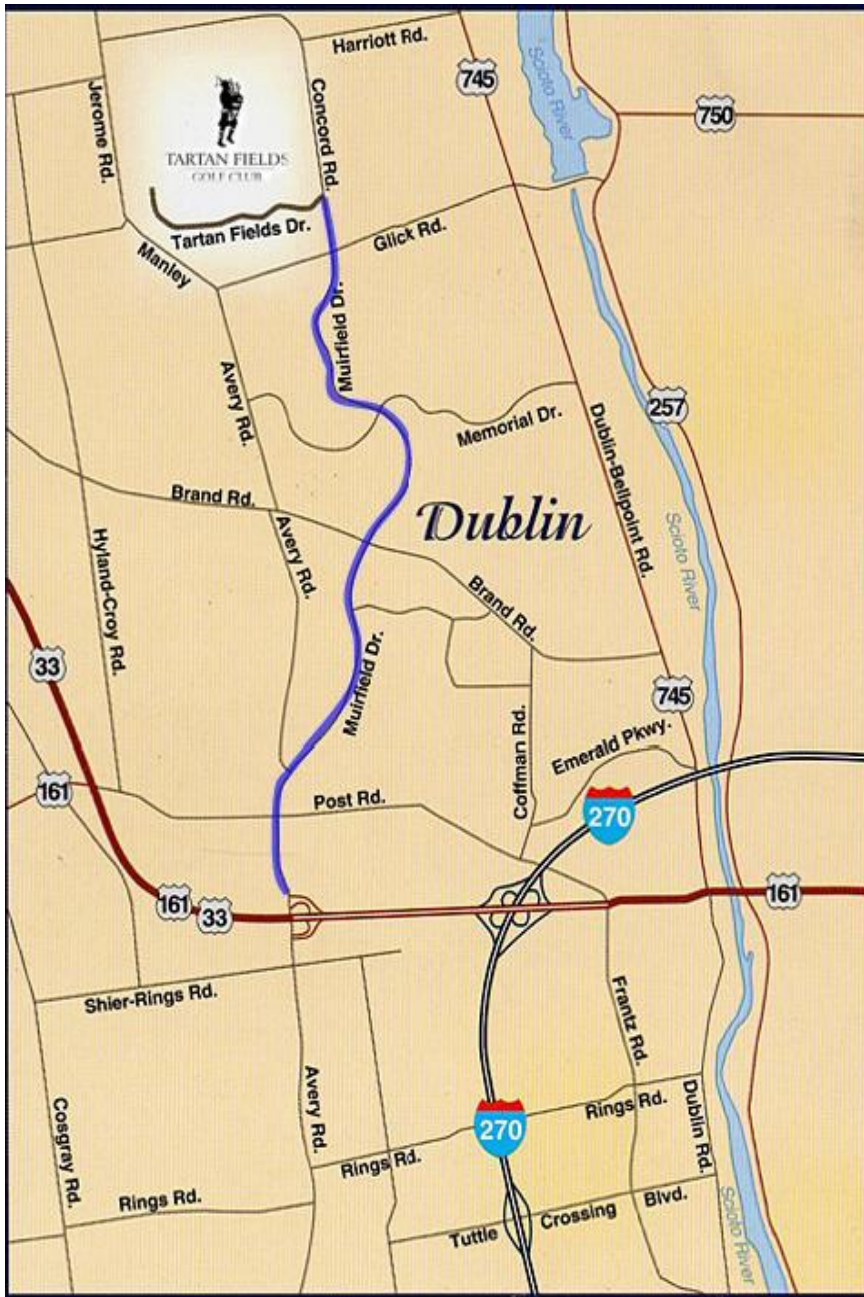 Harriott Rd.
745
Scioto River
750
Jerome Rd.
Concord Rd.
TARTAN FIELDS
GOLF CLUB
Tartan Fields Dr.
Glick Rd.
Manley
Muirfield Dr.
Avery Rd.
Memorial Dr.
257
Dublin-Bellpoint Rd.
Brand Rd.
Dublin
Avery Rd.
Scioto River
Hyland-Croy Rd.
Brand Rd.
33
Muirfield Dr.
745
Coffman Rd.
Emerald Pkwy.
161
Post Rd.
270
161
33
161
Shier-Rings Rd.
Frantz Rd.
Avery Rd.
Cosgray Rd.
Rings Rd.
Dublin Rd.
270
Rings Rd.
Rings Rd.
Tuttle Crossing Blvd.
Scioto River